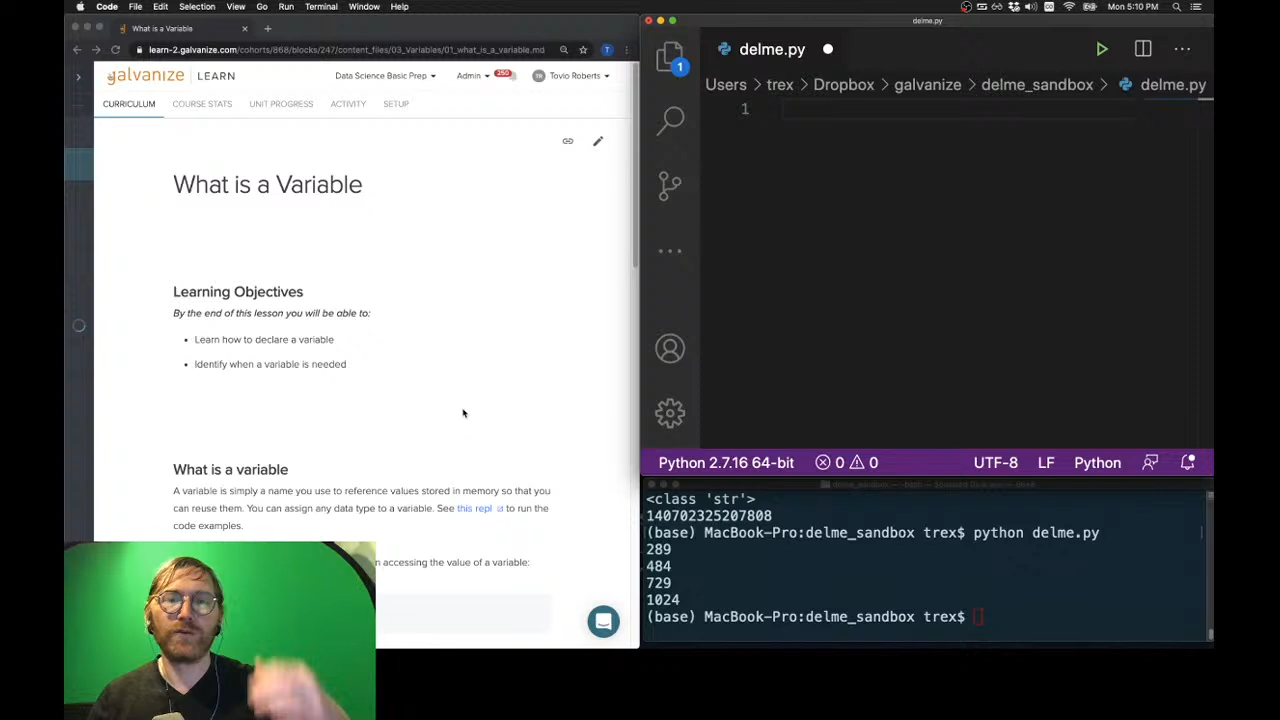 Code File Edit Selection View Go Run Terminal Window Help
Mon 5:10 PM
What is a Variable
learn-2.galvanize.com/cohorts/868/blocks/247/content_files/03_Variables/01_what_is_a_variable.md
galvanize | LEARN
Data Science Basic Prep
Admin
250
TR
Tovio Roberts
CURRICULUM COURSE STATS UNIT PROGRESS ACTIVITY SETUP
What is a Variable
Learning Objectives
By the end of this lesson you will be able to:
• Learn how to declare a variable
• Identify when a variable is needed
What is a variable
A variable is simply a name you use to reference values stored in memory so that you
can reuse them. You can assign any data type to a variable. See this repl to run the
code examples.
n accessing the value of a variable:
delme.py
delme.py
Users > trex > Dropbox > galvanize > delme_sandbox > delme.py
1
1
Python 2.7.16 64-bit 0 0 UTF-8 LF Python
<class 'str'>
140702325207808
(base) MacBook-Pro:delme_sandbox trex$ python delme.py
289
484
729
1024
(base) MacBook-Pro:delme_sandbox trex$